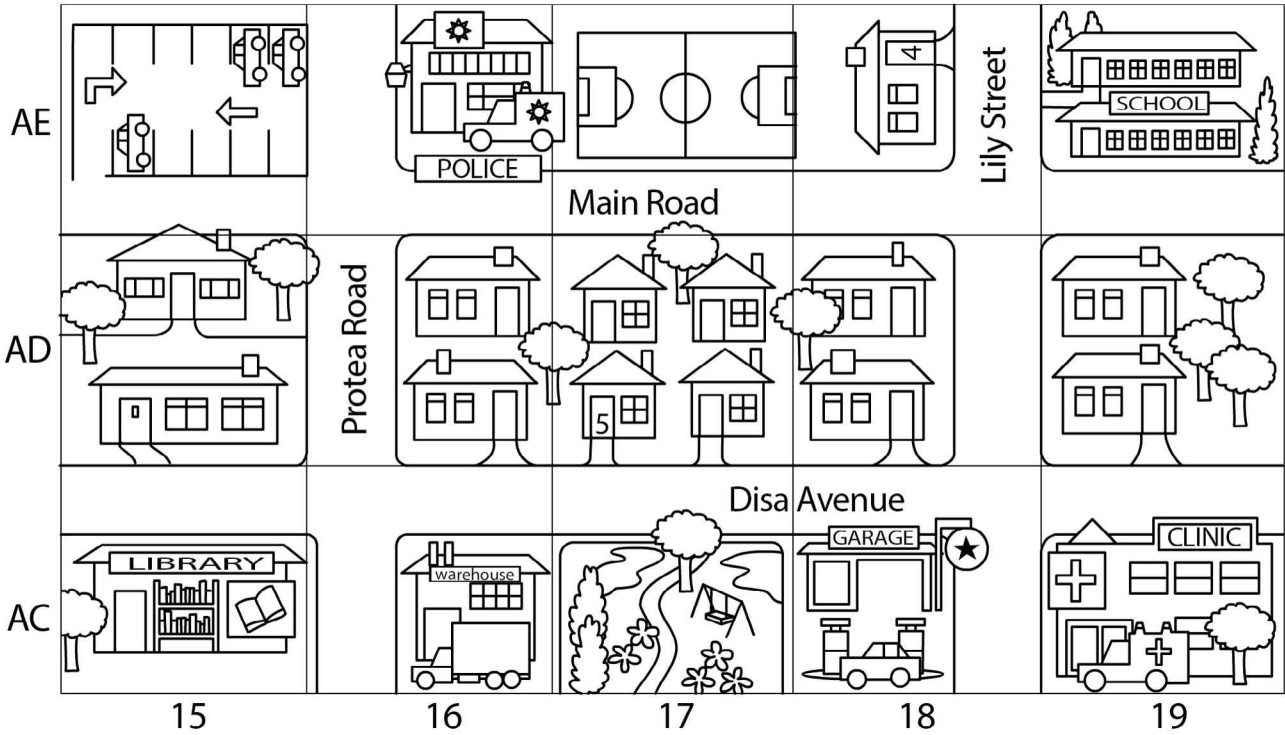 AE
4
Lily Street
SCHOOL
POLICE
Main Road
AD
Protea Road
5
Disa Avenue
AC
LIBRARY
warehouse
GARAGE
CLINIC
15 16 17 18 19